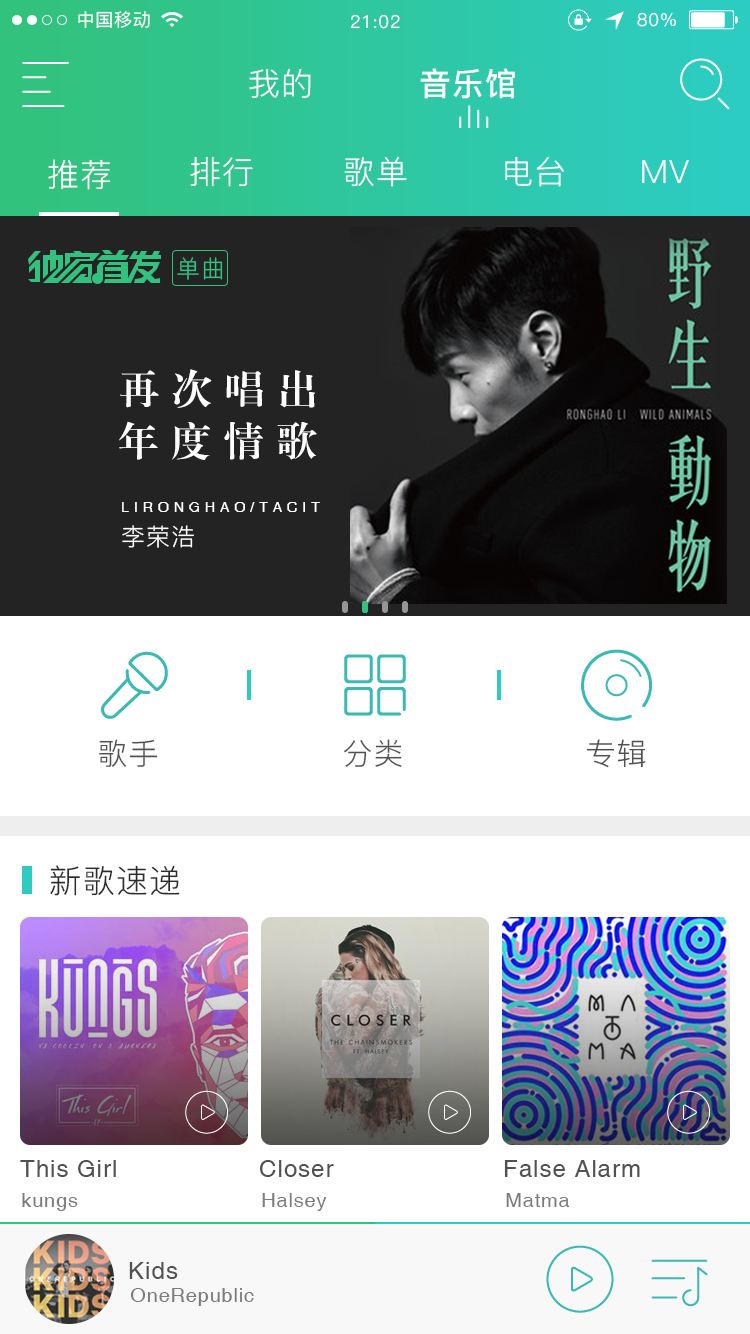 中国移动
21:02
80%
我的
音乐馆
推荐
排行
歌单
电台
MV
独家首发
单曲
再次唱出
年度情歌
LIRONGHAO/TACIT
李荣浩
野生動物
RONGHAO LI WILD ANIMALS
歌手
分类
专辑
新歌速递
KUNGS
VS COOKIN' ON 3 BURNERS
This Girl
CLOSER
THE CHAINSMOKERS
FT. HALSEY
MATOMA
This Girl
Closer
False Alarm
kungs
Halsey
Matma
KIDS
KIDS
ONEREPUBLIC
KIDS
Kids
OneRepublic